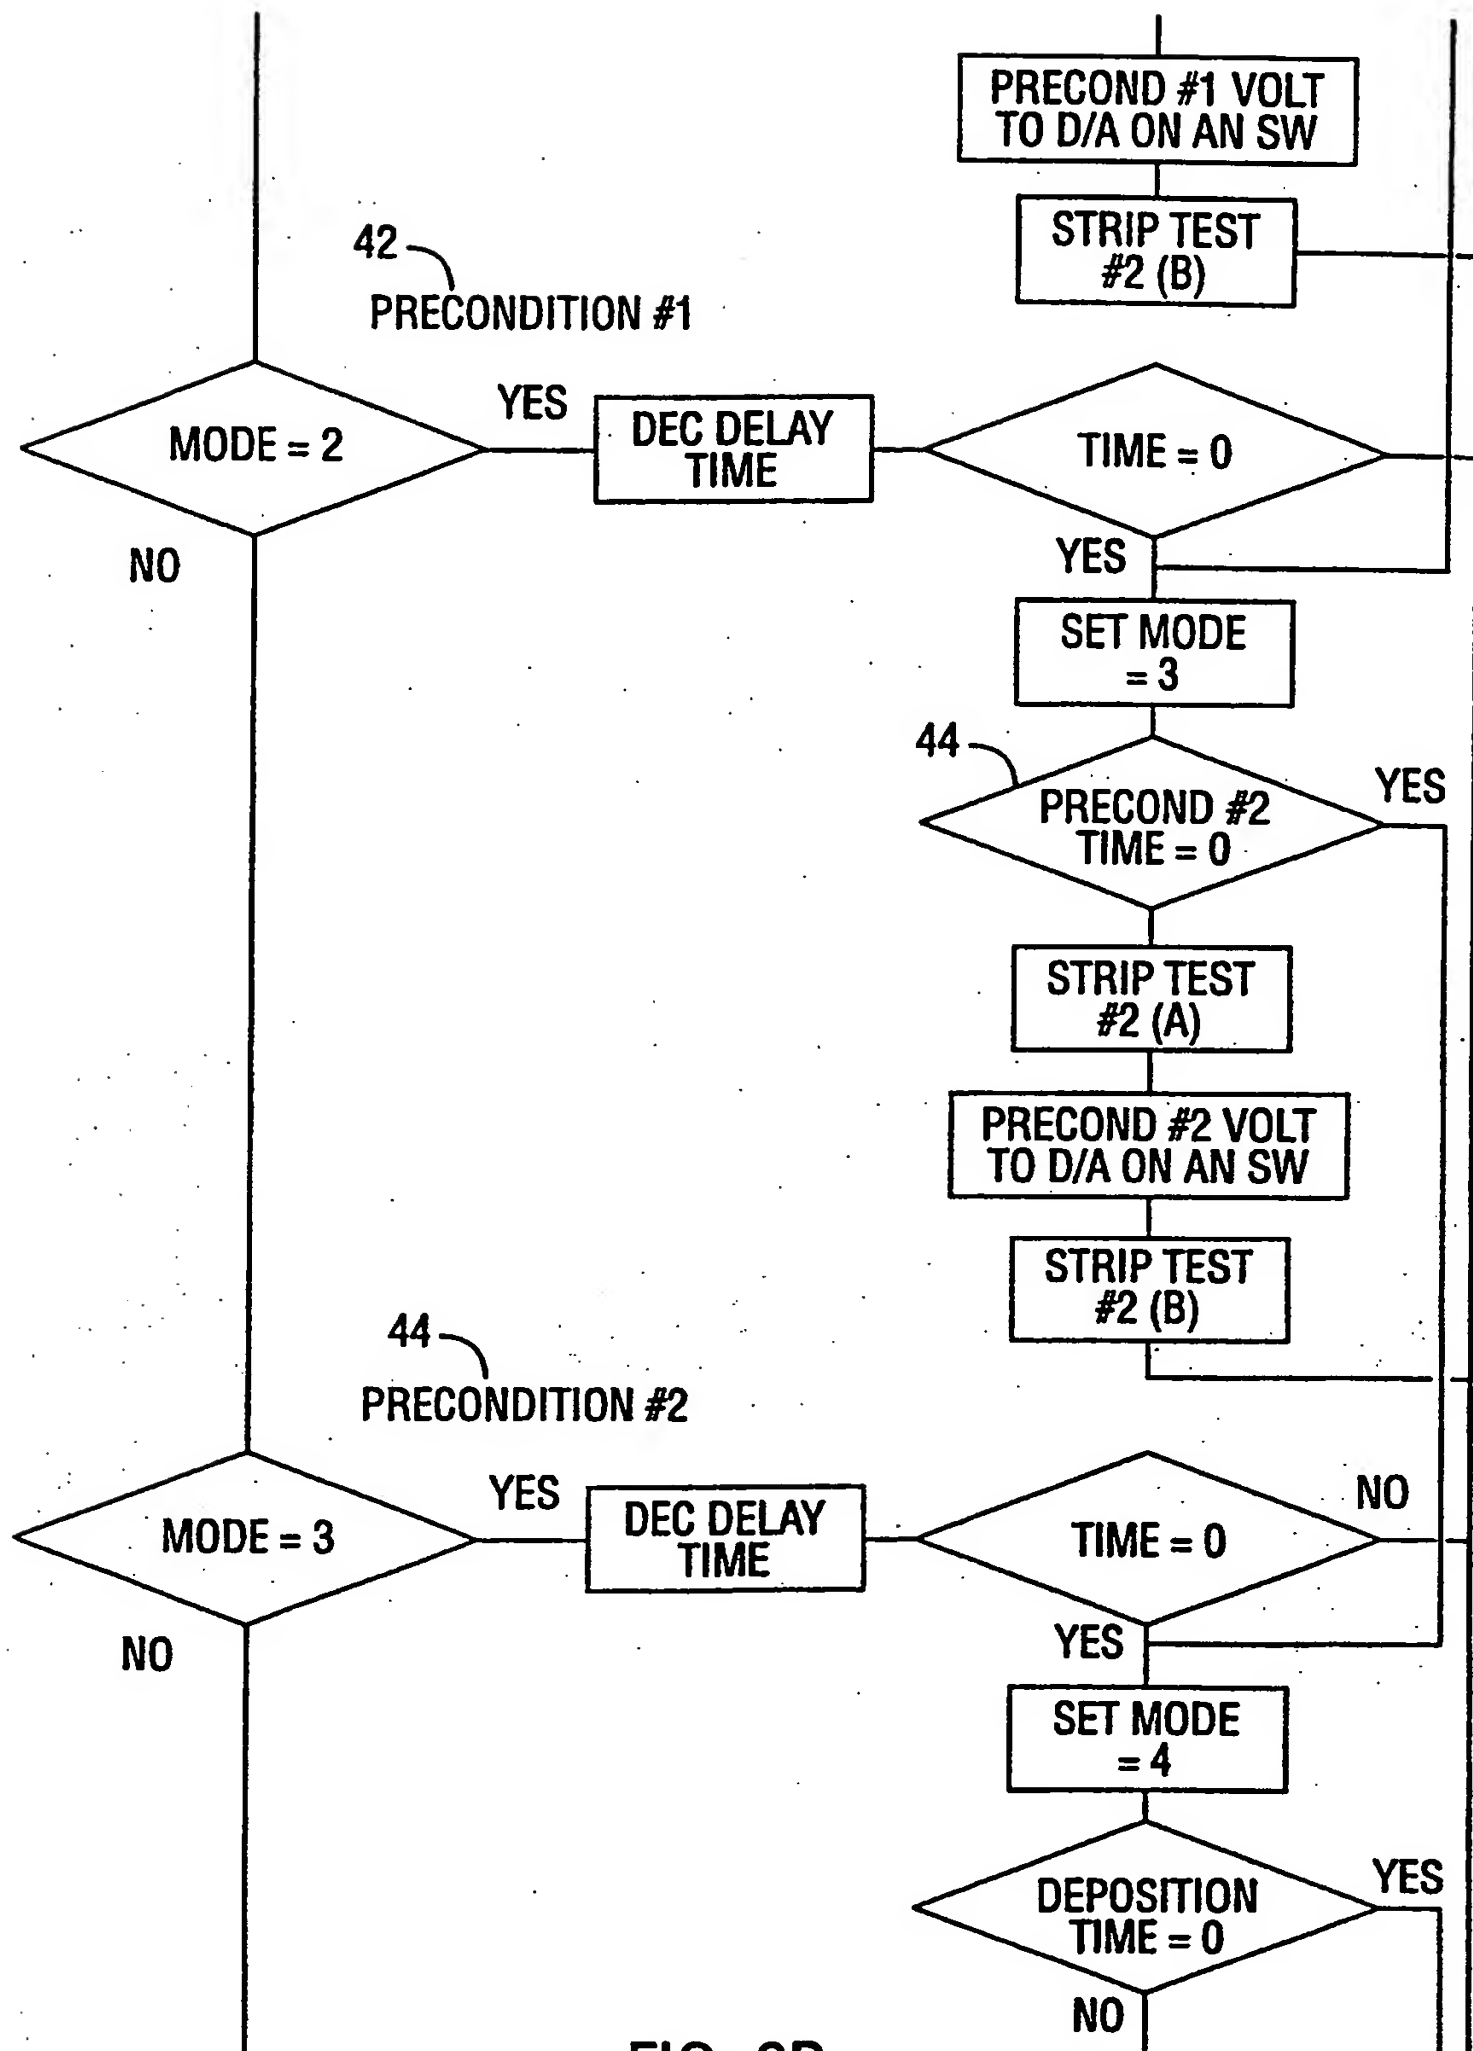 PRECOND #1 VOLT
TO D/A ON AN SW
STRIP TEST
#2 (B)
42
PRECONDITION #1
MODE = 2
YES
NO
DEC DELAY
TIME
TIME = 0
YES
SET MODE
= 3
44
PRECOND #2
TIME = 0
YES
STRIP TEST
#2 (A)
PRECOND #2 VOLT
TO D/A ON AN SW
STRIP TEST
#2 (B)
44
PRECONDITION #2
MODE = 3
YES
NO
DEC DELAY
TIME
TIME = 0
NO
YES
SET MODE
= 4
DEPOSITION
TIME = 0
YES
NO